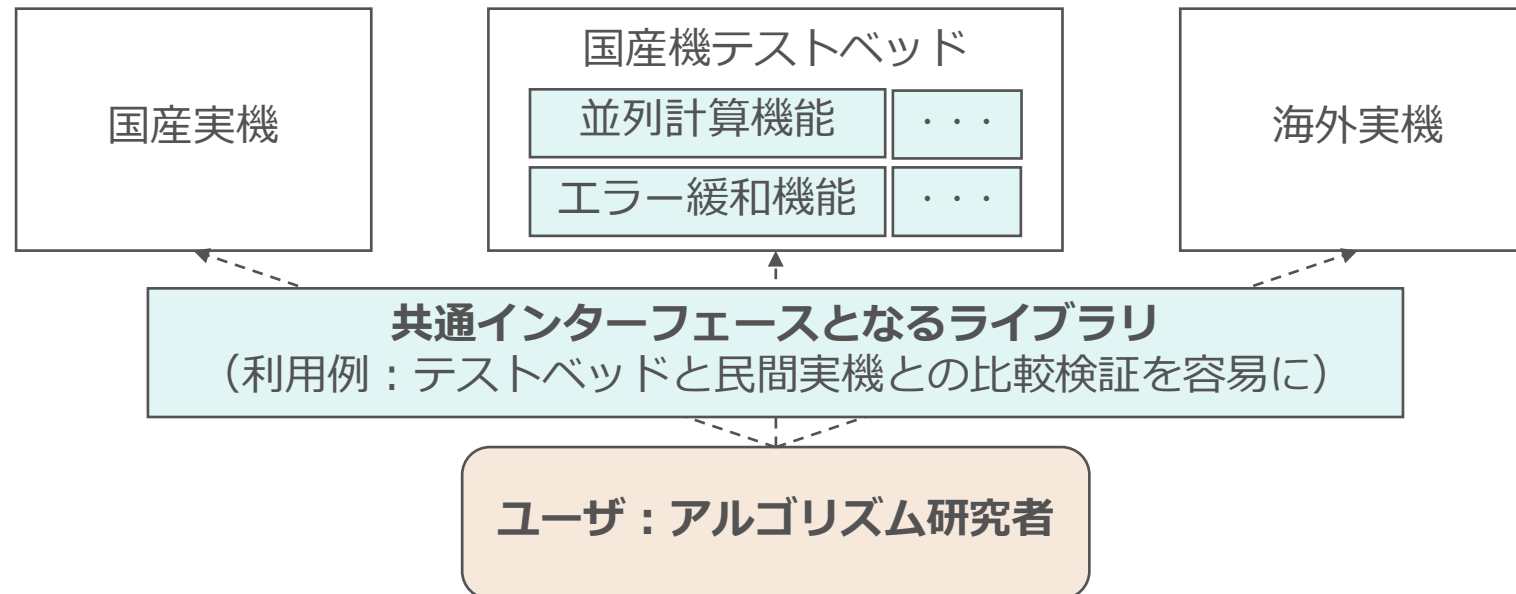 国産実機
国産機テストベッド
並列計算機能
・・・
エラー緩和機能
・・・
海外実機
共通インターフェースとなるライブラリ
（利用例：テストベッドと民間実機との比較検証を容易に）
ユーザ：アルゴリズム研究者